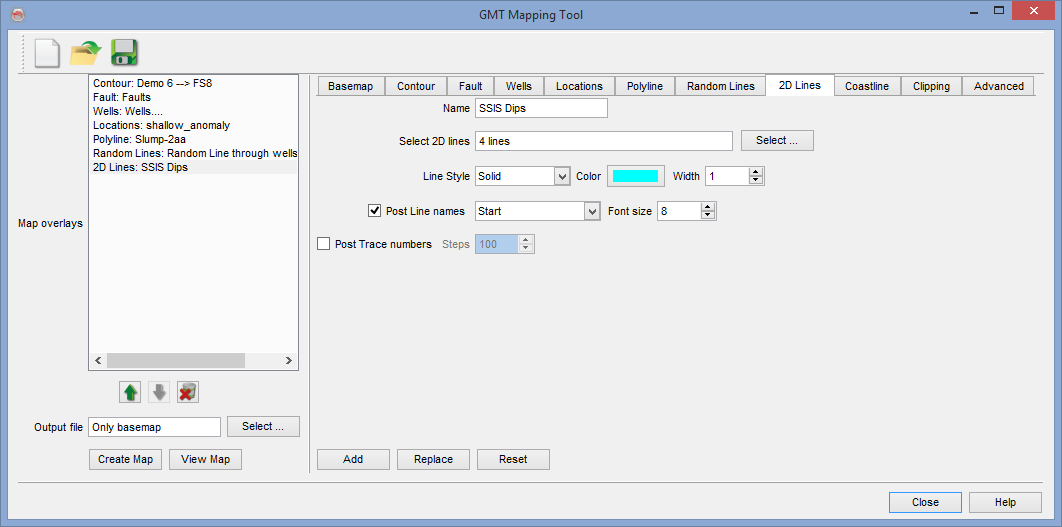 GMT Mapping Tool
Map overlays
Contour: Demo 6 --> FS8
Fault: Faults
Wells: Wells....
Locations: shallow_anomaly
Polyline: Slump-2aa
Random Lines: Random Line through wells
2D Lines: SSIS Dips
Output file Only basemap Select ...
Create Map View Map
Basemap Contour Fault Wells Locations Polyline Random Lines 2D Lines Coastline Clipping Advanced
Name SSIS Dips
Select 2D lines 4 lines Select ...
Line Style Solid Color Width 1
Post Line names Start Font size 8
Post Trace numbers Steps 100
Add Replace Reset
Close Help